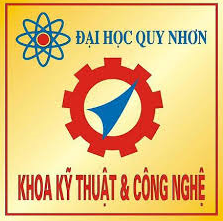 ĐẠI HỌC QUY NHƠN
KHOA KỸ THUẬT & CÔNG NGHỆ